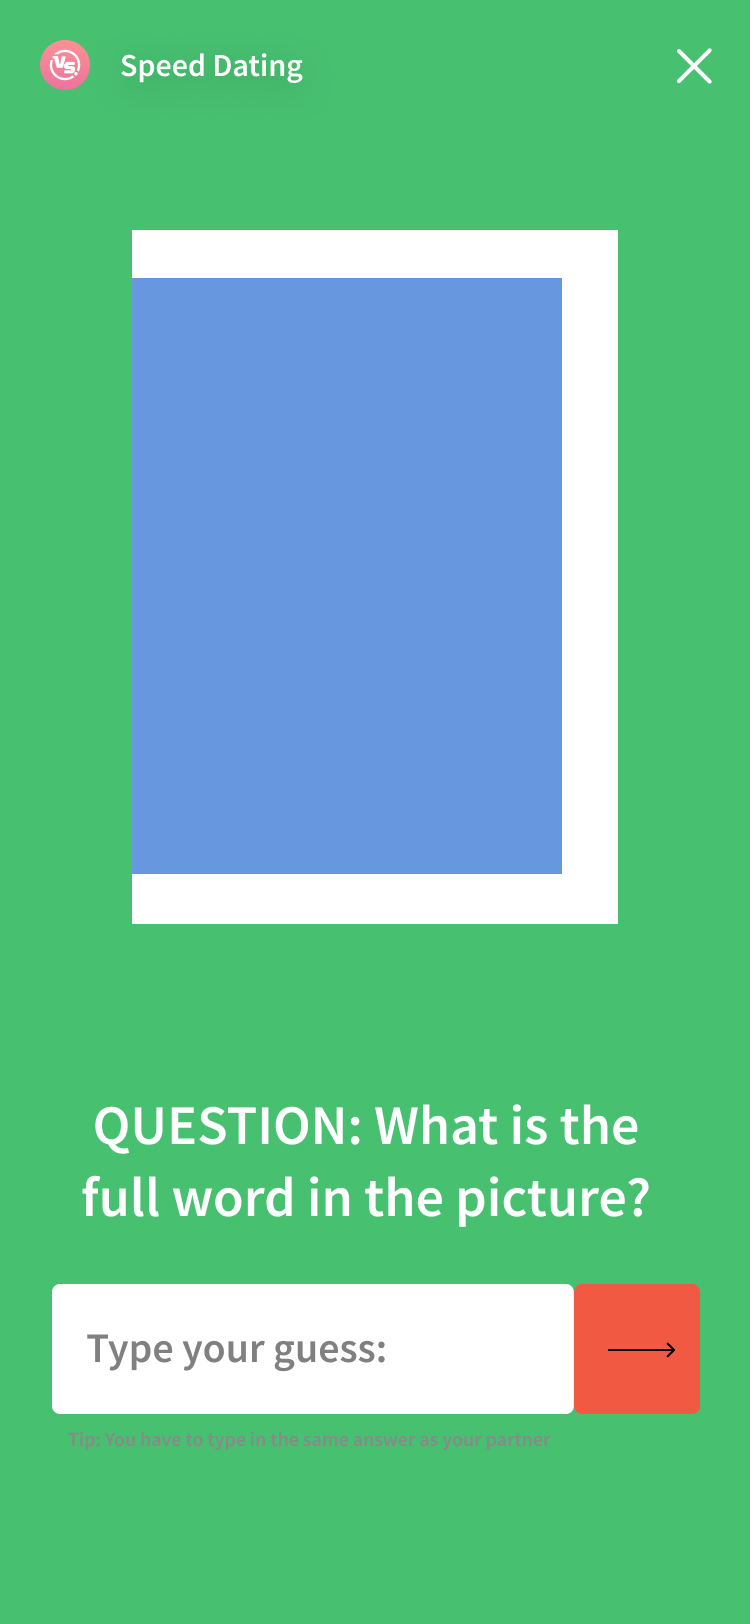 VS
Speed Dating
QUESTION: What is the
full word in the picture?
Type your guess:
Tip: You have to type in the same answer as your partner